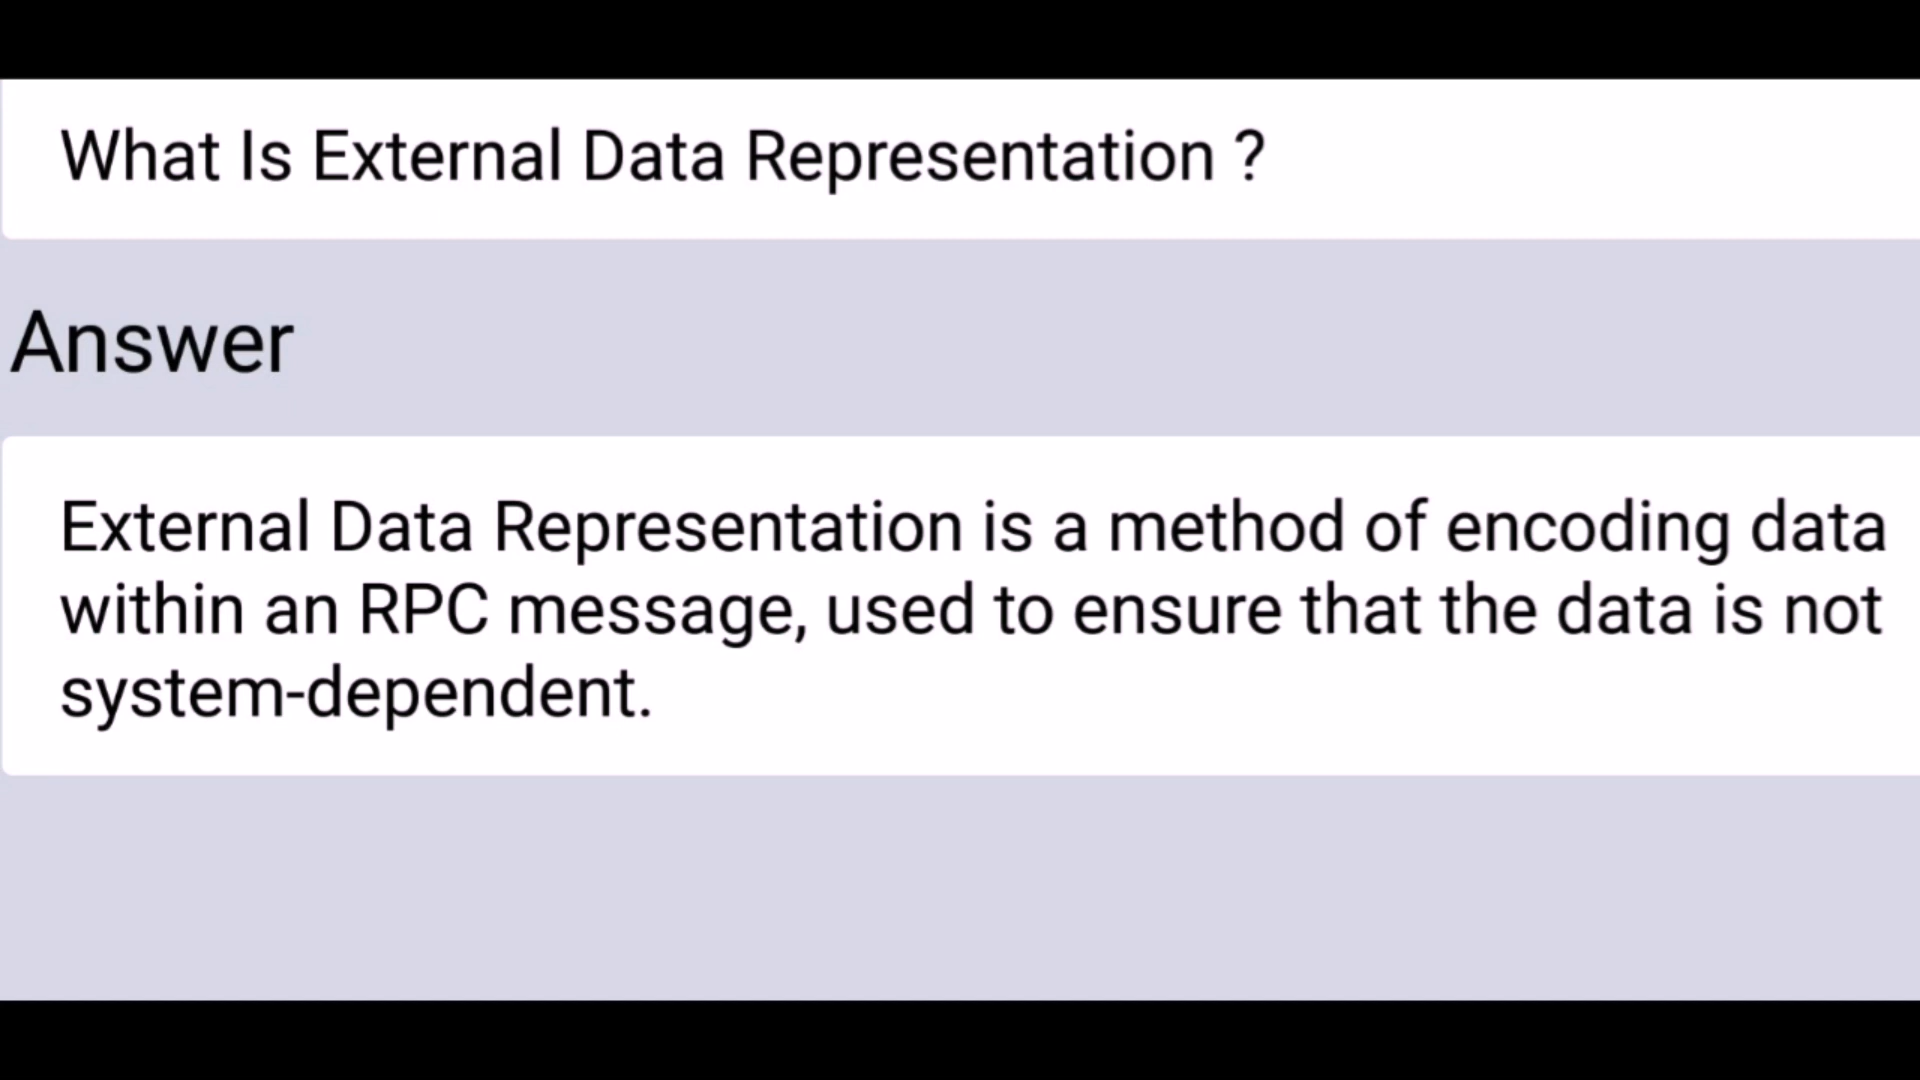 What Is External Data Representation ?
Answer
External Data Representation is a method of encoding data
within an RPC message, used to ensure that the data is not
system-dependent.